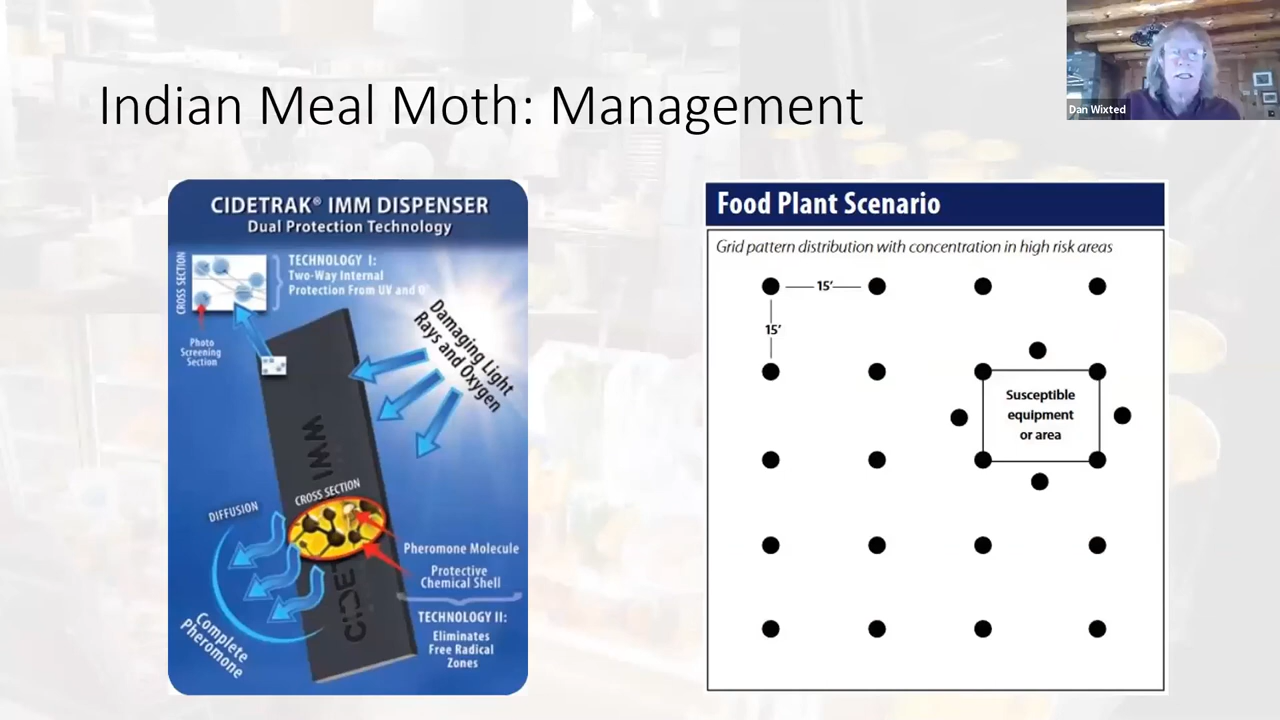 Indian Meal Moth: Management
Dan Wixted
CIDETRAK® IMM DISPENSER
Dual Protection Technology
CROSS SECTION
TECHNOLOGY I:
Two-Way Internal
Protection From UV and O
Photo
Screening
Section
Damaging Light
Rays and Oxygen
IMM
CROSS SECTION
DIFFUSION
Pheromone Molecule
Protective
Chemical Shell
CIDE
Complete
Pheromone
TECHNOLOGY II:
Eliminates
Free Radical
Zones
Food Plant Scenario
Grid pattern distribution with concentration in high risk areas
15’
15’
Susceptible
equipment
or area